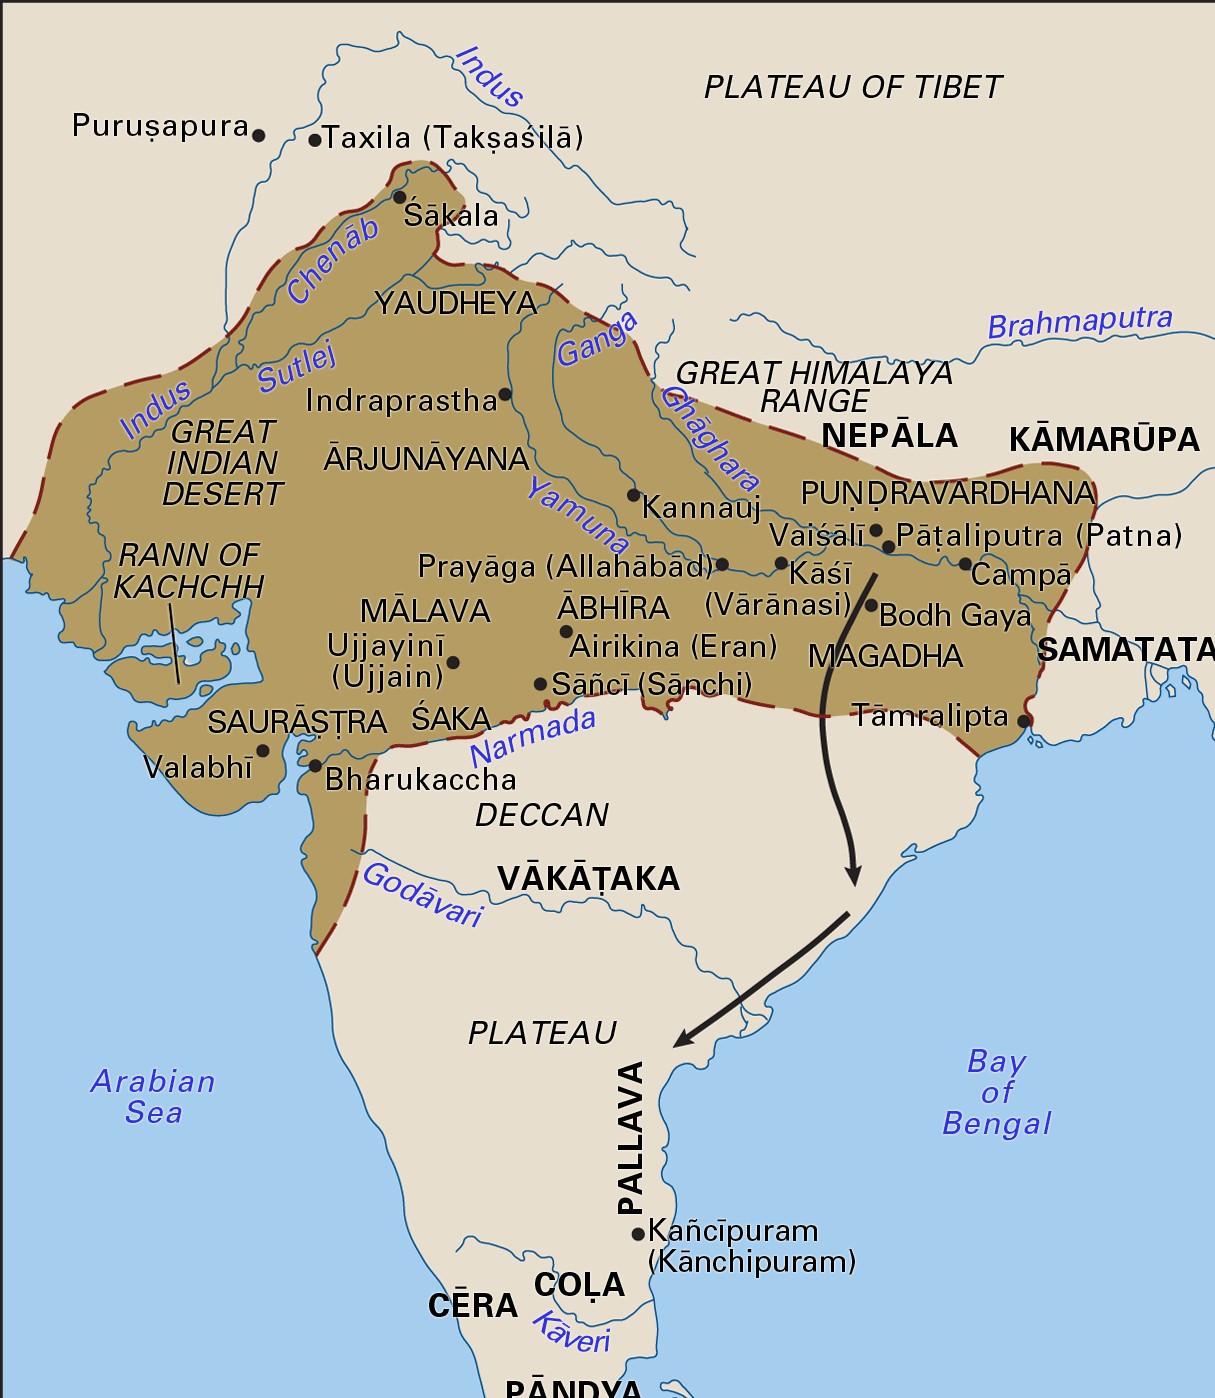 Indus
PLATEAU OF TIBET
Puruṣapura
Taxila (Takṣaśilā)
Śākala
Chenāb
YAUDHEYA
Ganga
Brahmaputra
Sutlej
GREAT HIMALAYA
RANGE
Indus
Indraprastha
Ghāghara
NEPĀLA
KĀMARŪPA
GREAT
INDIAN
DESERT
ĀRJUNĀYANA
Yamuna
Kannauj
PUṆḌRAVARDHANA
Vaiśālī
Pāṭaliputra (Patna)
RANN OF
KACHCHH
Prayāga (Allahābād)
Kāśī
(Vārānasi)
Campā
MĀLAVA
ĀBHĪRA
Bodh Gaya
Ujjayinī
(Ujjain)
Airikina (Eran)
MAGADHA
SAMATATA
Sāñcī (Sānchi)
SAURĀṢṬRA
ŚAKA
Narmada
Tāmralipta
Valabhī
Bharukaccha
DECCAN
VĀKĀṬAKA
Godāvari
PLATEAU
Arabian
Sea
Bay
of
Bengal
PALLAVA
Kañcīpuram
(Kānchipuram)
COḶA
CĒRA
Kāveri
PĀNDYA